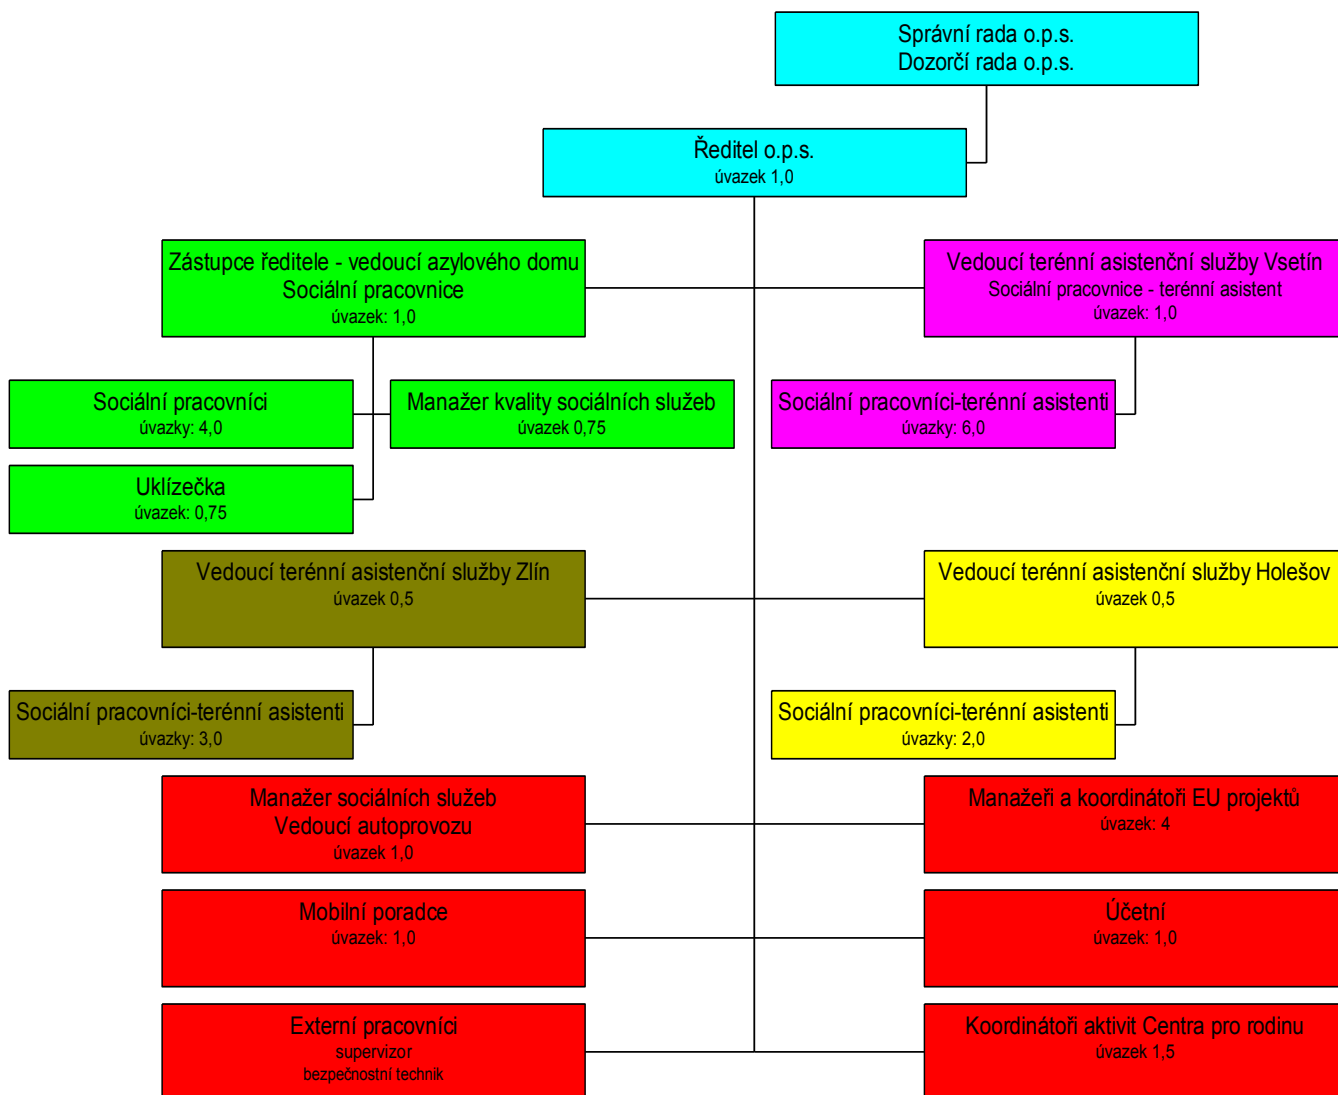 Správní rada o.p.s.
Dozorčí rada o.p.s.
Ředitel o.p.s.
úvazek 1,0
Zástupce ředitele - vedoucí azylového domu
Sociální pracovnice
úvazek: 1,0
Vedoucí terénní asistenční služby Vsetín
Sociální pracovnice - terénní asistent
úvazek: 1,0
Sociální pracovníci
úvazky: 4,0
Manažer kvality sociálních služeb
úvazek 0,75
Sociální pracovníci-terénní asistenti
úvazky: 6,0
Uklízečka
úvazek: 0,75
Vedoucí terénní asistenční služby Zlín
úvazek 0,5
Vedoucí terénní asistenční služby Holešov
úvazek 0,5
Sociální pracovníci-terénní asistenti
úvazky: 3,0
Sociální pracovníci-terénní asistenti
úvazky: 2,0
Manažer sociálních služeb
Vedoucí autoprovozu
úvazek 1,0
Manažeři a koordinátoři EU projektů
úvazek: 4
Mobilní poradce
úvazek: 1,0
Účetní
úvazek: 1,0
Externí pracovníci
supervizor
bezpečnostní technik
Koordinátoři aktivit Centra pro rodinu
úvazek 1,5